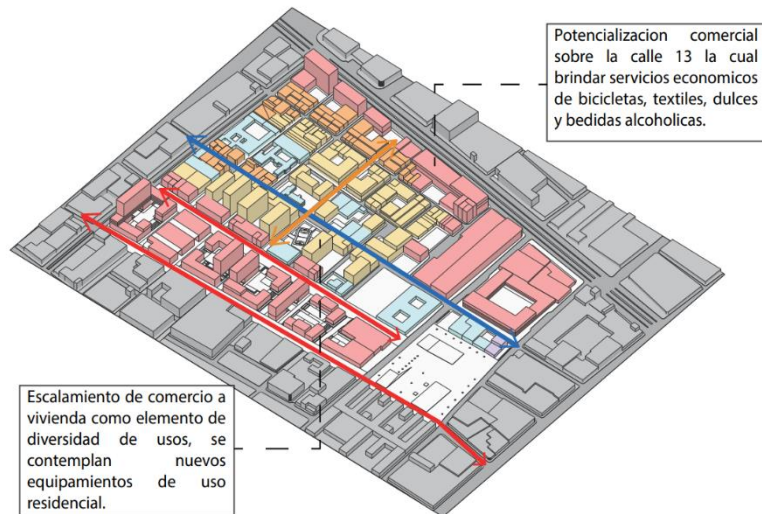 Potencializacion comercial
sobre la calle 13 la cual
brindar servicios economicos
de bicicletas, textiles, dulces
y bedidas alcoholicas.
Escalamiento de comercio a
vivienda como elemento de
diversidad de usos, se
contemplan nuevos
equipamientos de uso
residencial.